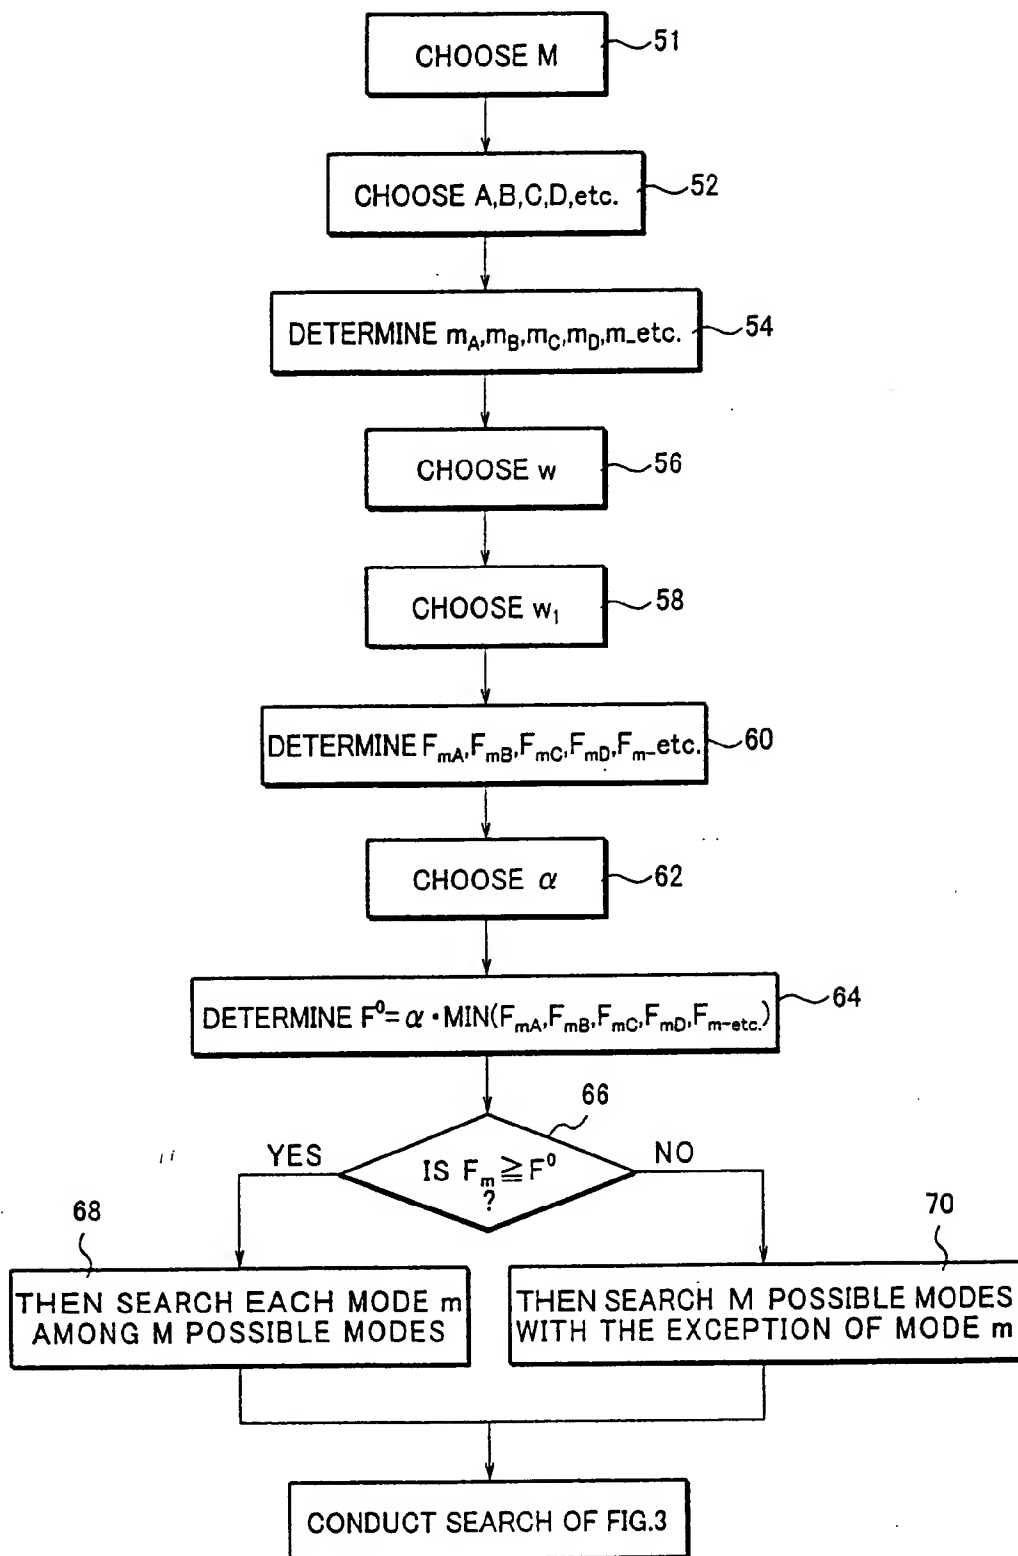 CHOOSE M
51
CHOOSE A,B,C,D,etc.
52
DETERMINE mA,mB,mC,mD,m_etc.
54
CHOOSE w
56
CHOOSE w1
58
DETERMINE FmA,FmB,FmC,FmD,Fm-etc.
60
CHOOSE α
62
DETERMINE F⁰=α・MIN(FmA,FmB,FmC,FmD,Fm-etc.)
64
66
YES
IS Fm≧F⁰
?
NO
68
THEN SEARCH EACH MODE m
AMONG M POSSIBLE MODES
70
THEN SEARCH M POSSIBLE MODES
WITH THE EXCEPTION OF MODE m
CONDUCT SEARCH OF FIG.3